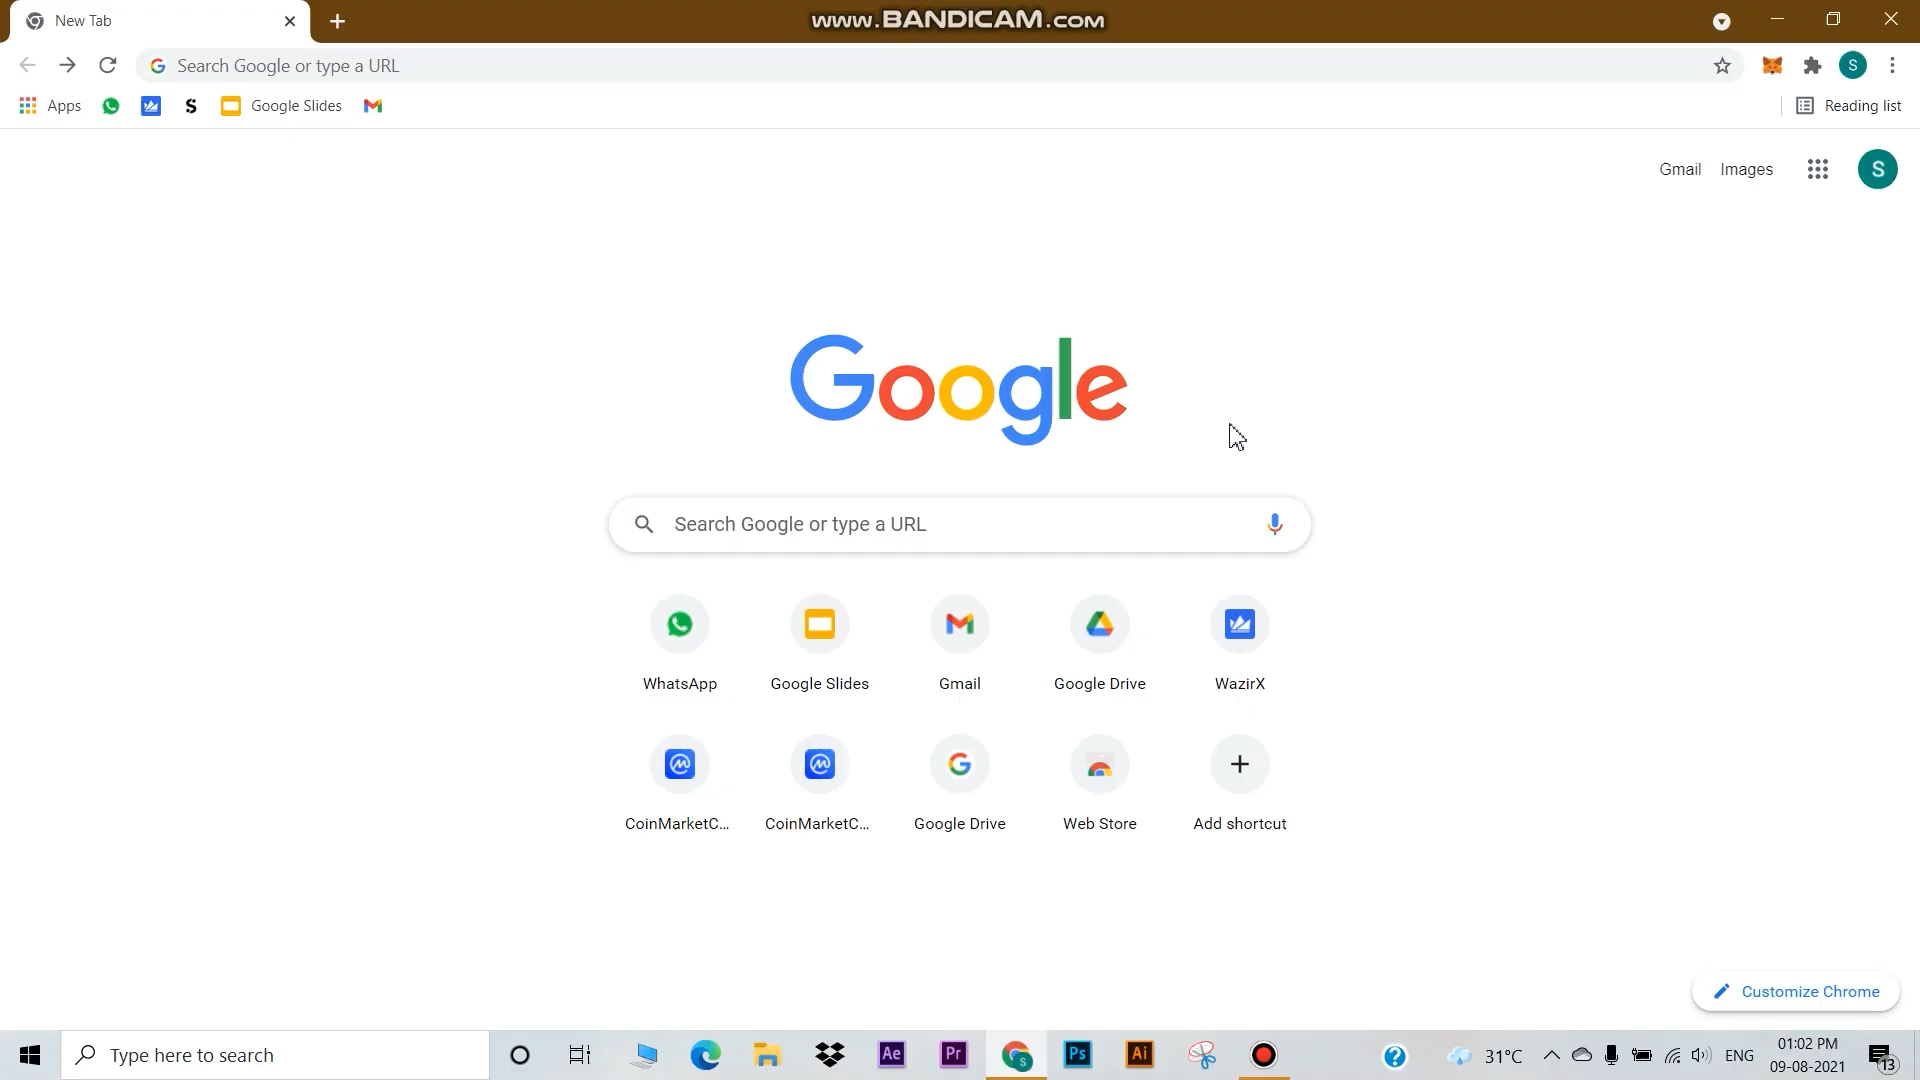 New Tab
www.BANDICAM.com
Search Google or type a URL
S
Apps
S
Google Slides
Reading list
Gmail
Images
S
Google
Search Google or type a URL
WhatsApp
Google Slides
Gmail
Google Drive
WazirX
CoinMarketC...
CoinMarketC...
Google Drive
Web Store
Add shortcut
Customize Chrome
Type here to search
Ae
Pr
S
Ps
Ai
31°C
ENG
01:02 PM
09-08-2021
13